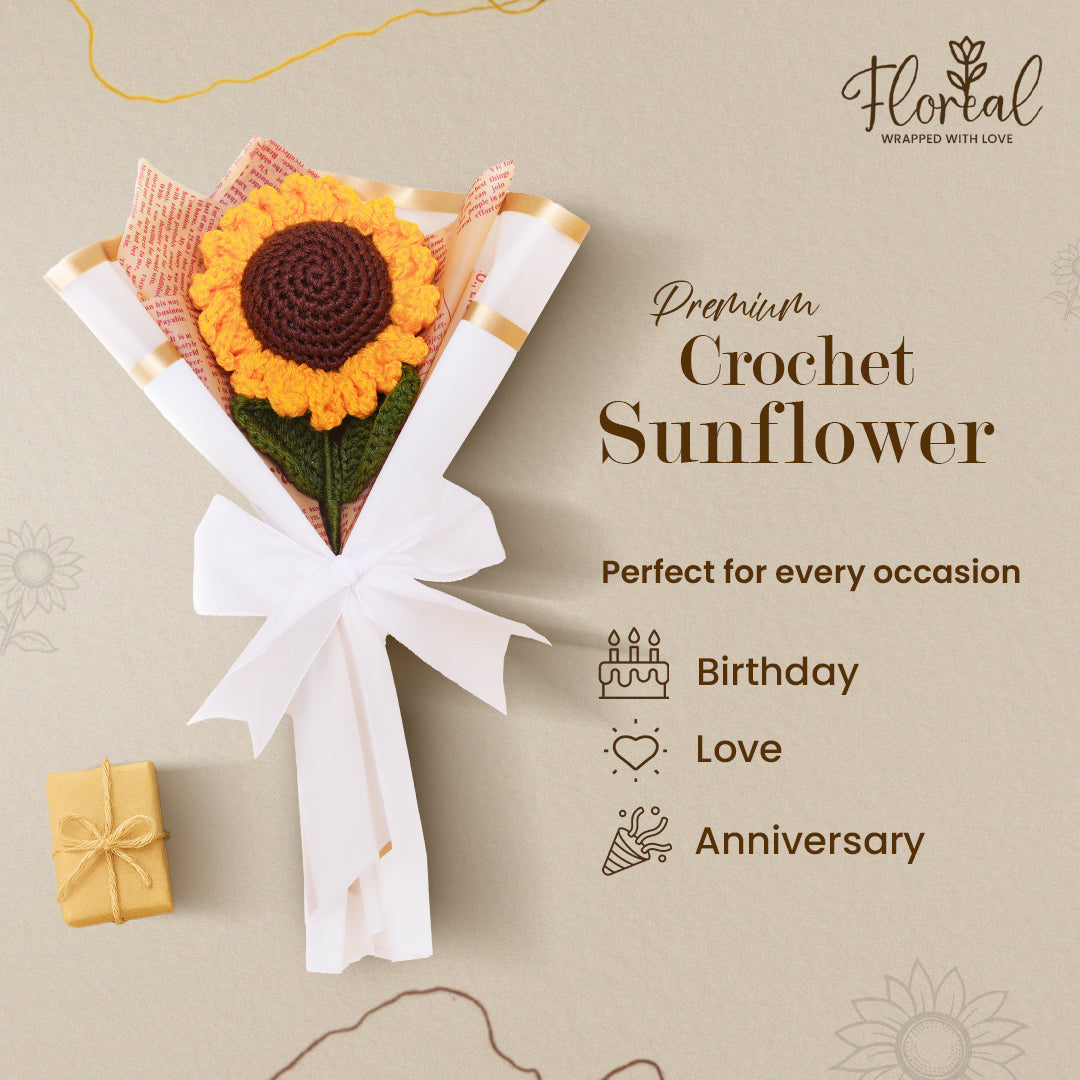 Floreal
WRAPPED WITH LOVE
Premium
Crochet
Sunflower
Perfect for every occasion
Birthday
Love
Anniversary